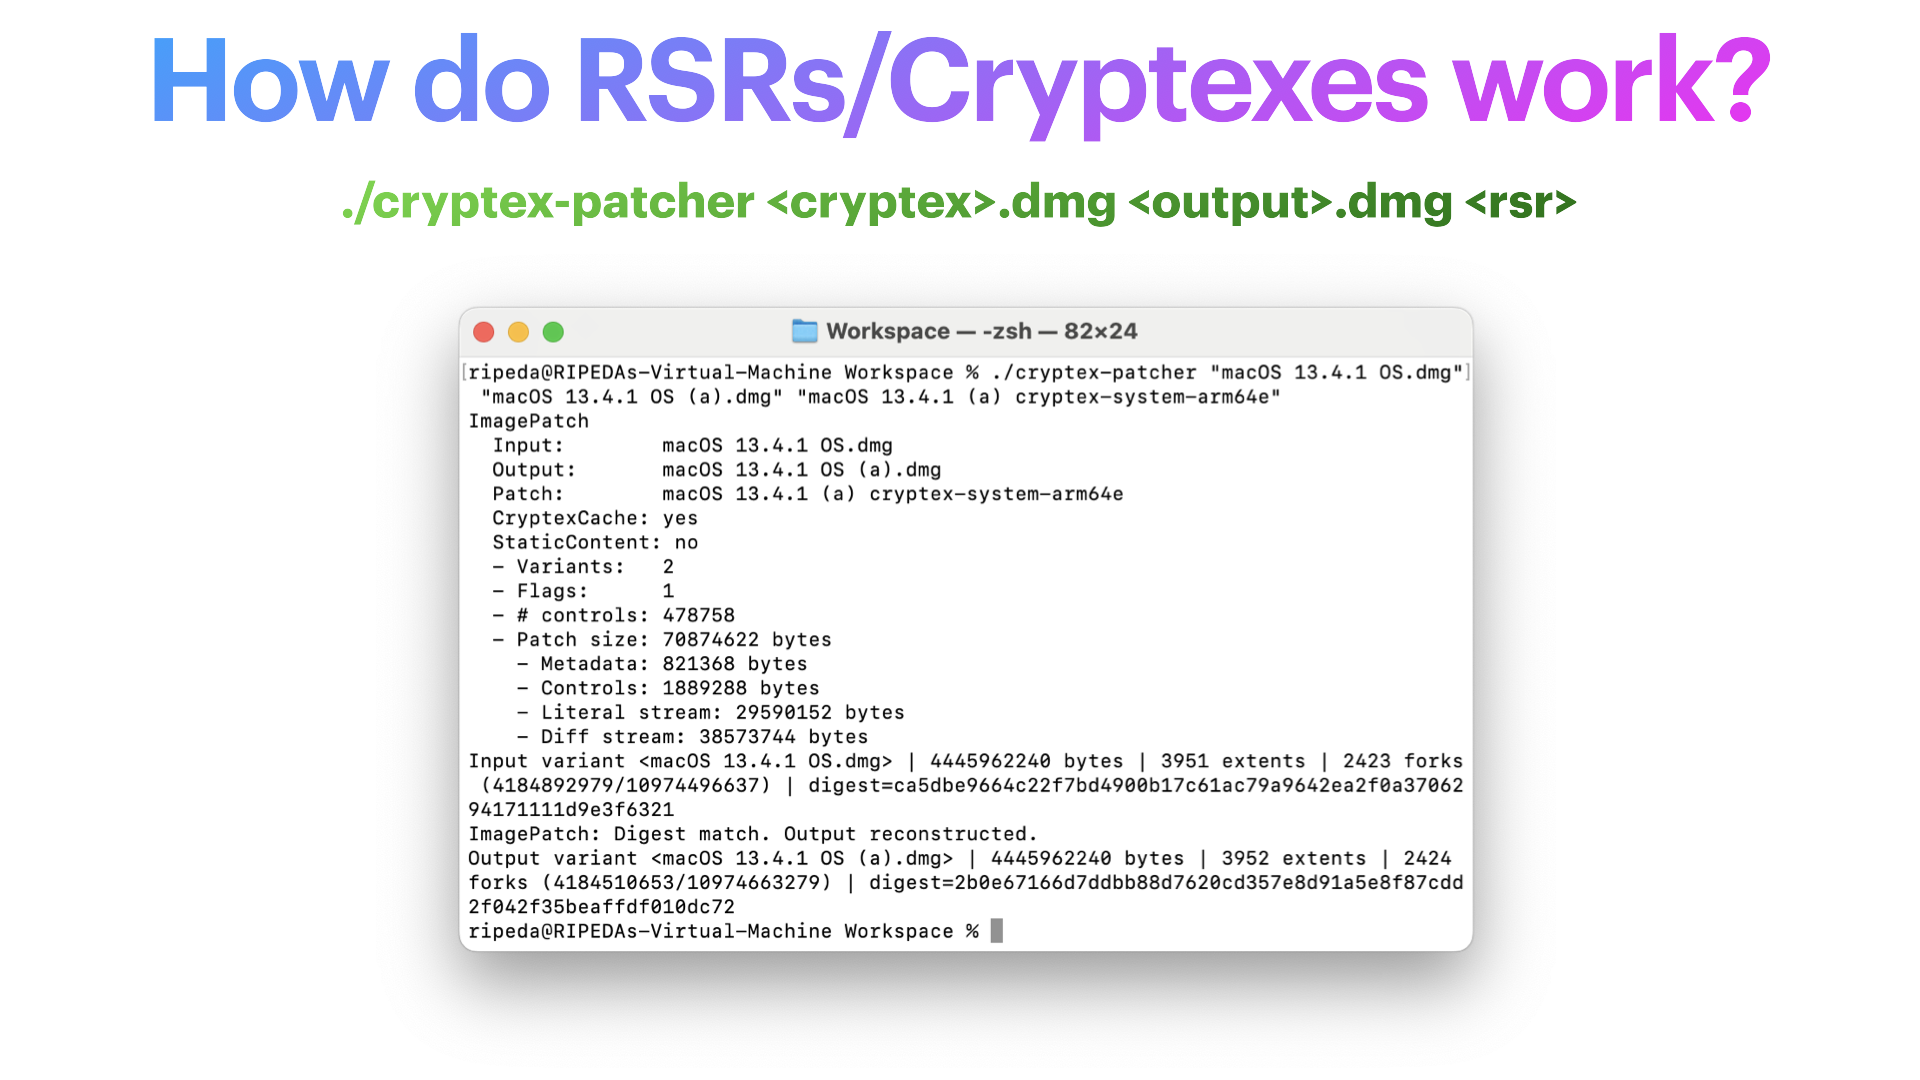 How do RSRs/Cryptexes work?
./cryptex-patcher <cryptex>.dmg <output>.dmg <rsr>
Workspace — -zsh — 82×24
[ripeda@RIPEDAs-Virtual-Machine Workspace % ./cryptex-patcher "macOS 13.4.1 OS.dmg"]
"macOS 13.4.1 OS (a).dmg" "macOS 13.4.1 (a) cryptex-system-arm64e"
ImagePatch
Input: macOS 13.4.1 OS.dmg
Output: macOS 13.4.1 OS (a).dmg
Patch: macOS 13.4.1 (a) cryptex-system-arm64e
CryptexCache: yes
StaticContent: no
- Variants: 2
- Flags: 1
- # controls: 478758
- Patch size: 70874622 bytes
- Metadata: 821368 bytes
- Controls: 1889288 bytes
- Literal stream: 29590152 bytes
- Diff stream: 38573744 bytes
Input variant <macOS 13.4.1 OS.dmg> | 4445962240 bytes | 3951 extents | 2423 forks
(4184892979/10974496637) | digest=ca5dbe9664c22f7bd4900b17c61ac79a9642ea2f0a37062
94171111d9e3f6321
ImagePatch: Digest match. Output reconstructed.
Output variant <macOS 13.4.1 OS (a).dmg> | 4445962240 bytes | 3952 extents | 2424
forks (4184510653/10974663279) | digest=2b0e67166d7ddbb88d7620cd357e8d91a5e8f87cdd
2f042f35beaffdf010dc72
ripeda@RIPEDAs-Virtual-Machine Workspace %